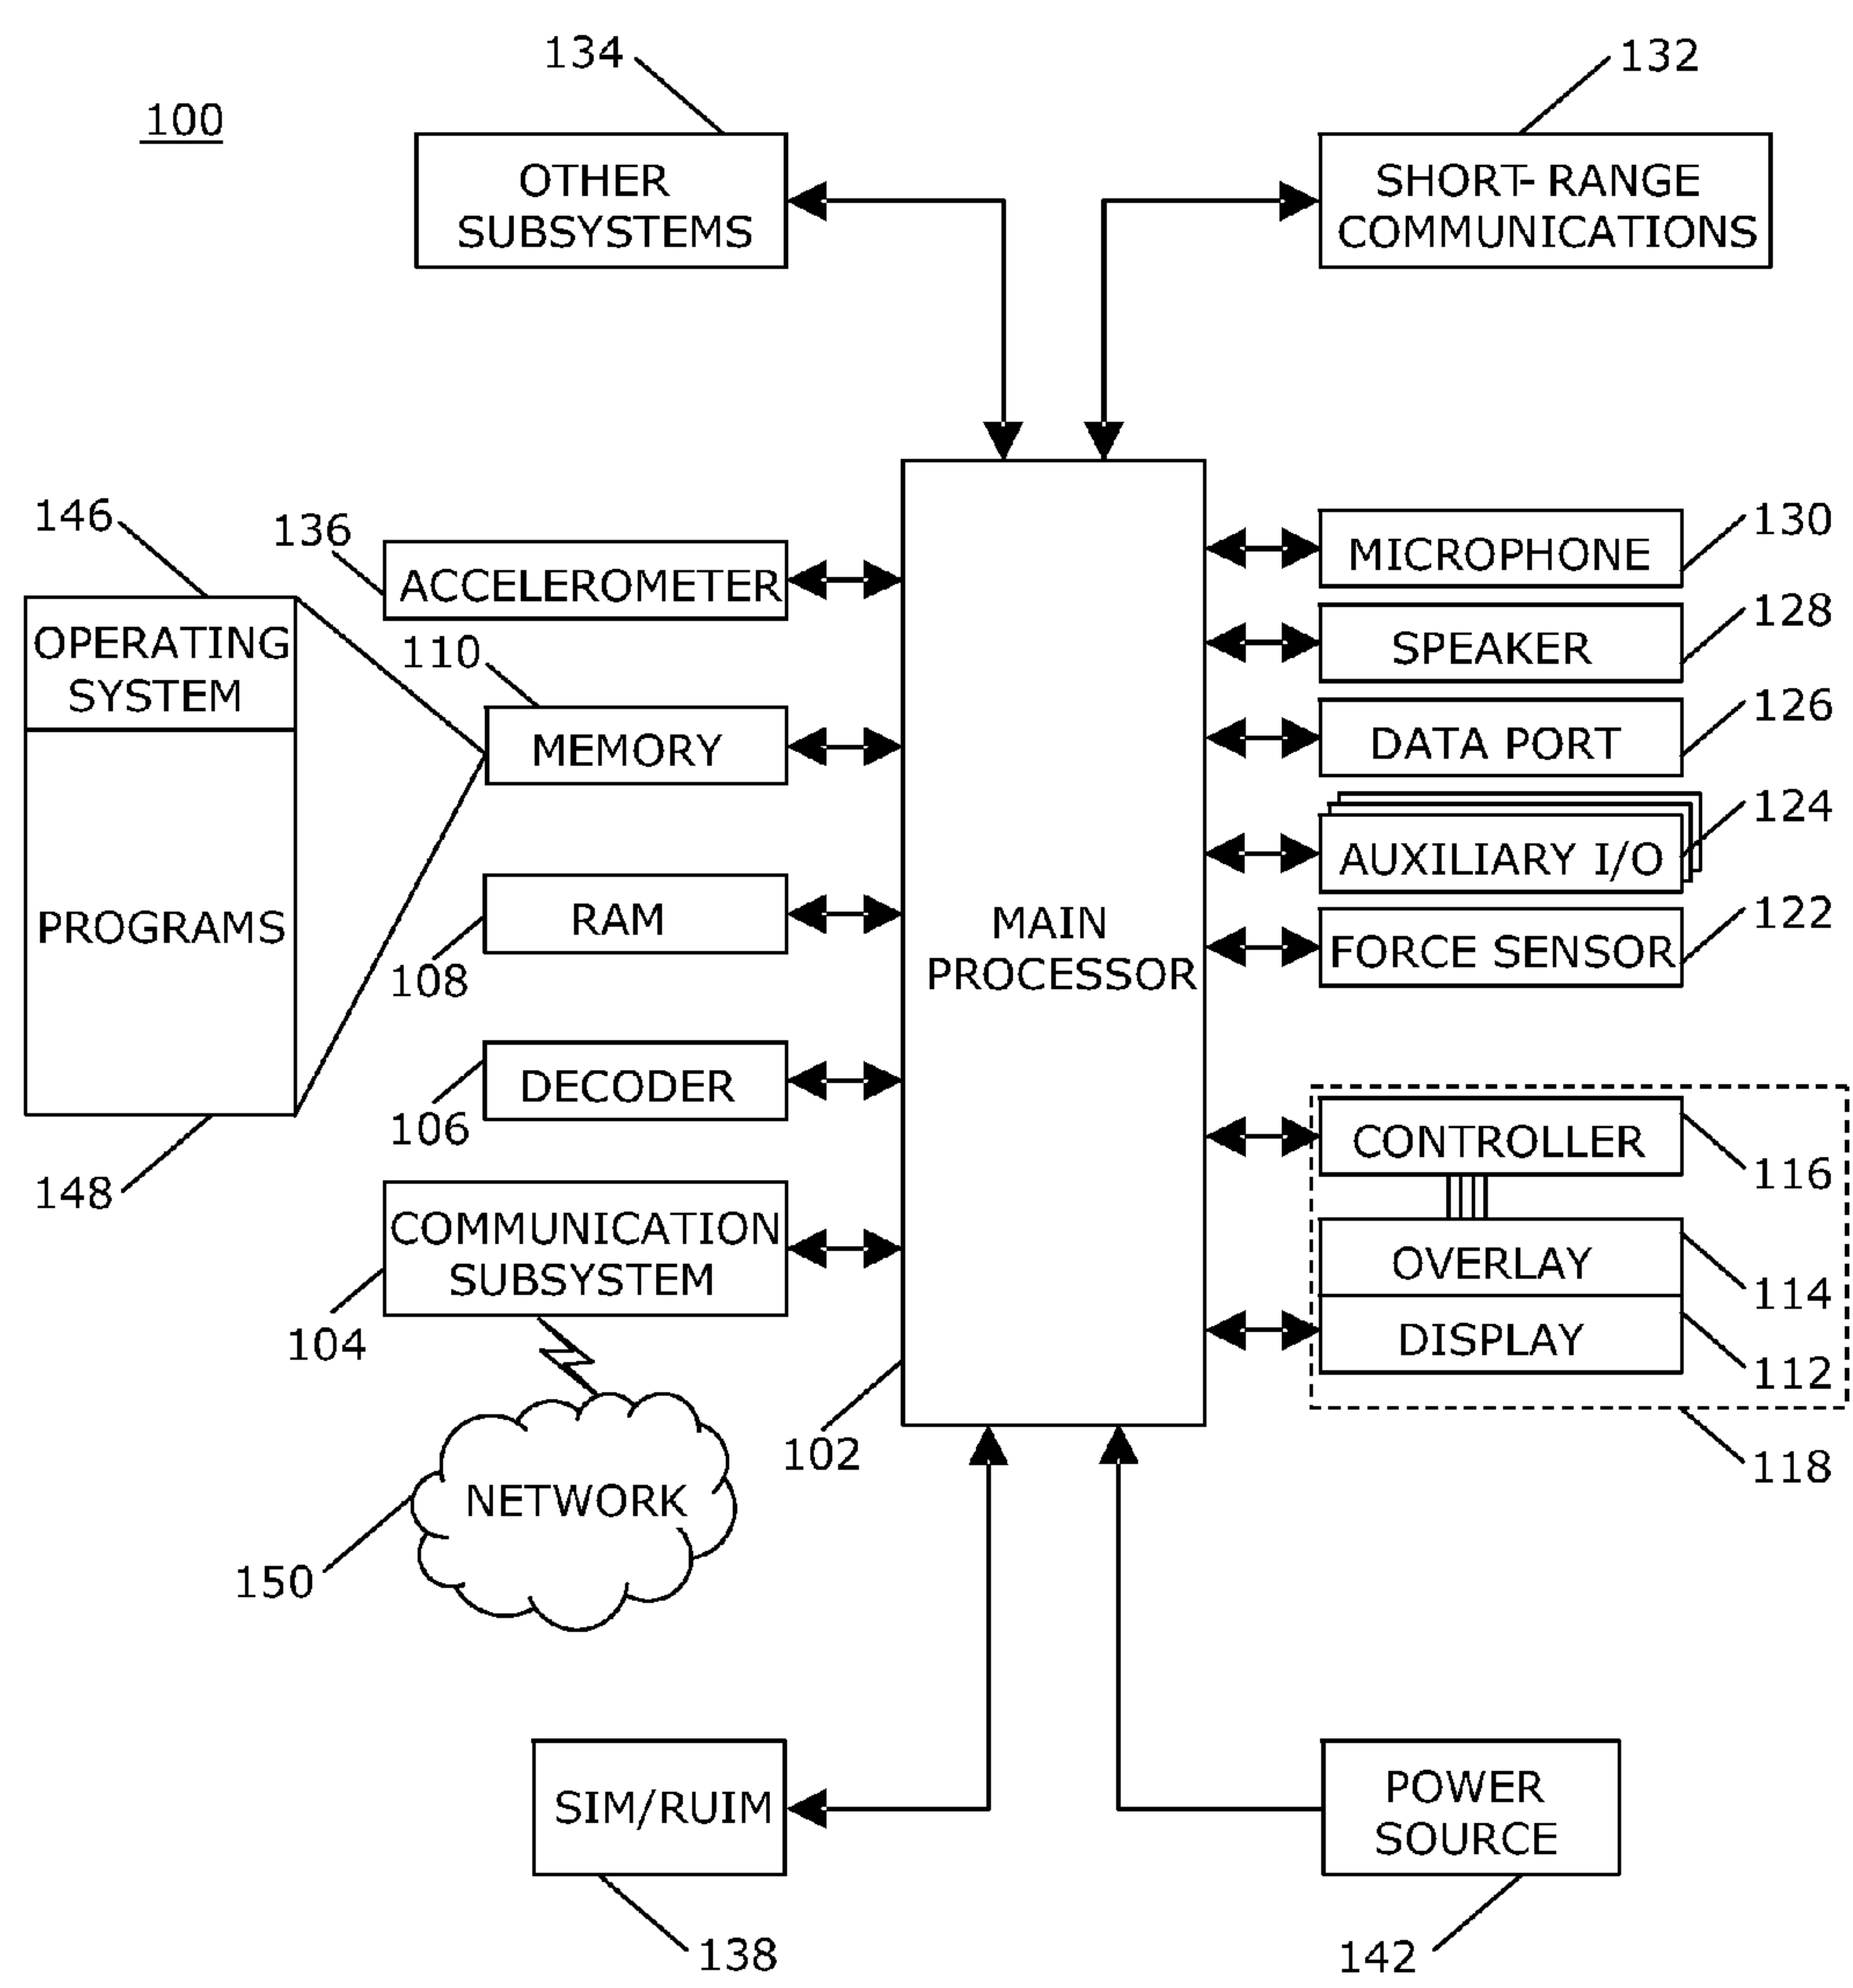 134
132
100
OTHER
SUBSYSTEMS
SHORT-RANGE
COMMUNICATIONS
146
136
ACCELEROMETER
110
OPERATING
SYSTEM
MEMORY
PROGRAMS
RAM
108
DECODER
106
148
COMMUNICATION
SUBSYSTEM
104
MAIN
PROCESSOR
102
MICROPHONE
130
SPEAKER
128
DATA PORT
126
AUXILIARY I/O
124
FORCE SENSOR
122
CONTROLLER
116
OVERLAY
114
DISPLAY
112
118
NETWORK
150
SIM/RUIM
138
POWER
SOURCE
142